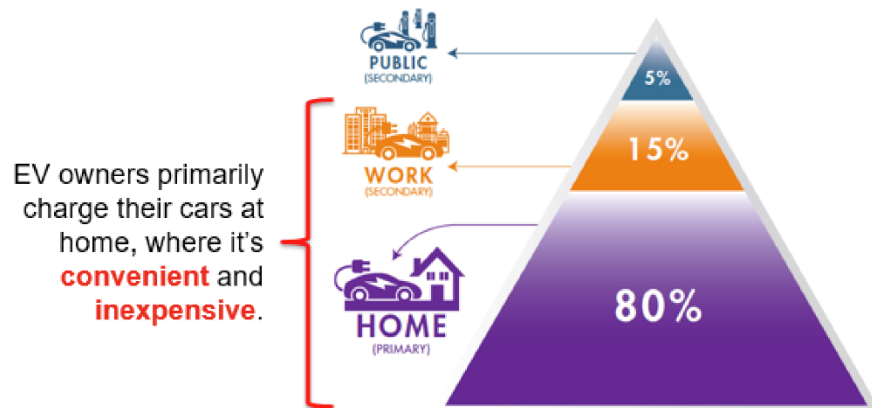 PUBLIC
(SECONDARY)
5%
WORK
(SECONDARY)
15%
EV owners primarily
charge their cars at
home, where it's
convenient and
inexpensive.
HOME
(PRIMARY)
80%